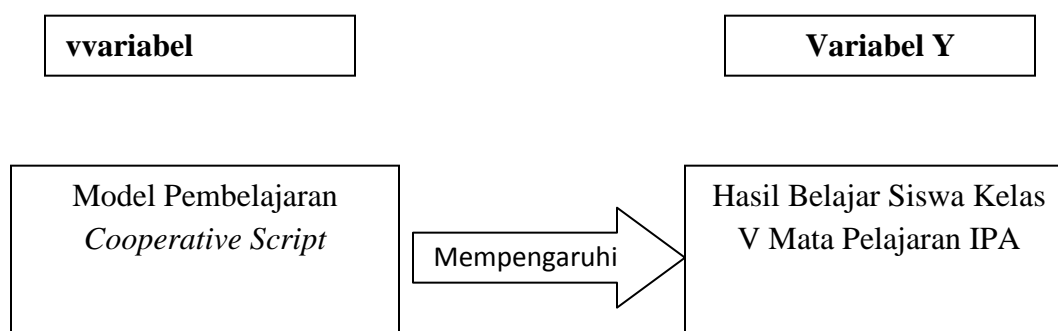 vvariabel
Variabel Y
Model Pembelajaran
Cooperative Script
Mempengaruhi
Hasil Belajar Siswa Kelas
V Mata Pelajaran IPA